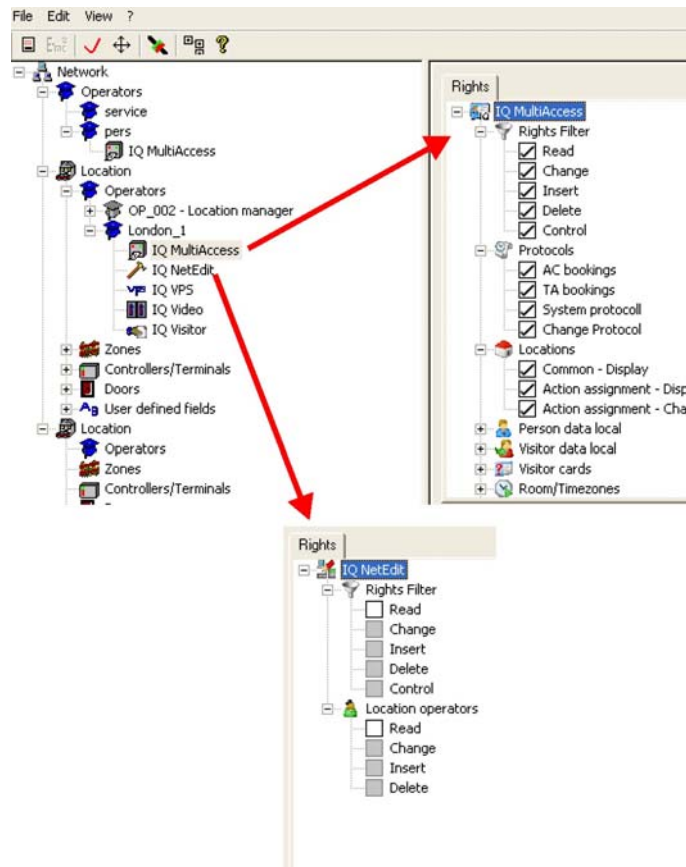 File Edit View ?
Network
Operators
service
pers
IQ MultiAccess
Location
Operators
OP_002 - Location manager
London_1
IQ MultiAccess
IQ NetEdit
IQ VPS
IQ Video
IQ Visitor
Zones
Controllers/Terminals
Doors
User defined fields
Location
Operators
Zones
Controllers/Terminals
Rights
IQ MultiAccess
Rights Filter
Read
Change
Insert
Delete
Control
Protocols
AC bookings
TA bookings
System protocoll
Change Protocol
Locations
Common - Display
Action assignment - Disp
Action assignment - Cha
Person data local
Visitor data local
Visitor cards
Room/Timezones
Rights
IQ NetEdit
Rights Filter
Read
Change
Insert
Delete
Control
Location operators
Read
Change
Insert
Delete